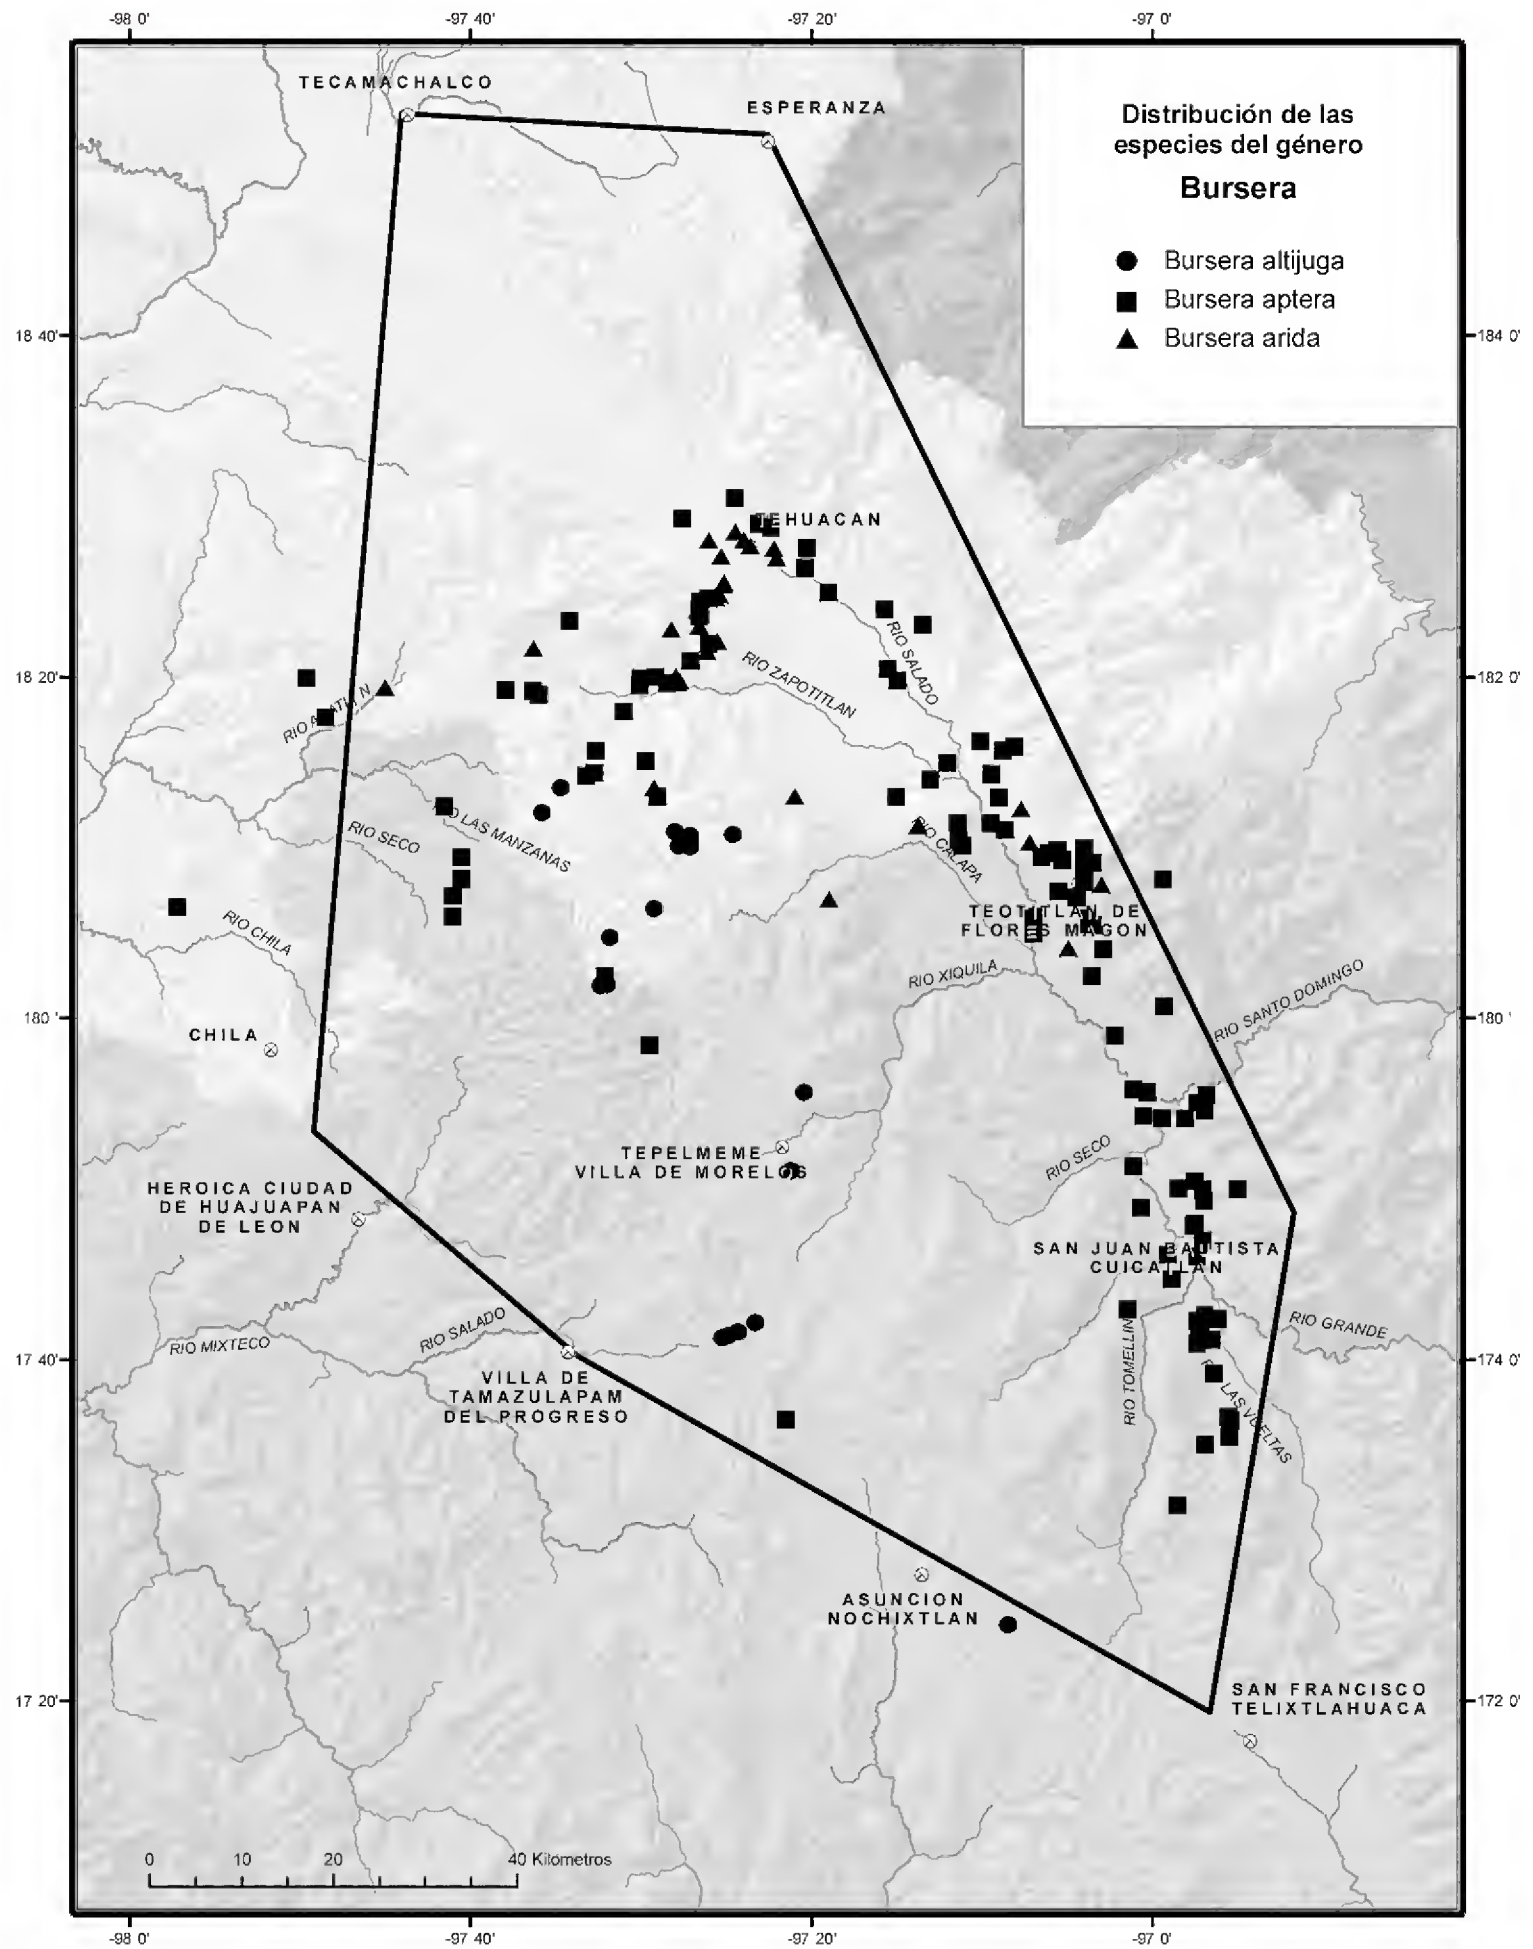 -98 0'
-97 40'
-97 20'
-97 0'
TECAMACHALCO
ESPERANZA
Distribución de las
especies del género
Bursera
Bursera altijuga
Bursera aptera
Bursera arida
18 40'
184 0'
TEHUACAN
RIO SALADO
RIO ZAPOTITLAN
18 20'
182 0'
RIO LAS MANZANAS
RIO SECO
RIO CALAPA
RIO CHILA
TEOTITLAN DE
FLORES MAGON
RIO XIQUILA
RIO SANTO DOMINGO
180 '
180 '
CHILA
TEPELMEME
VILLA DE MORELOS
RIO SECO
HEROICA CIUDAD
DE HUAJUAPAN
DE LEON
SAN JUAN BAUTISTA
CUICATLAN
RIO SALADO
RIO MIXTECO
RIO GRANDE
RIO TOMELLIN
17 40'
174 0'
VILLA DE
TAMAZULAPAM
DEL PROGRESO
LAS VUELTAS
ASUNCION
NOCHIXTLAN
SAN FRANCISCO
TELIXTLAHUACA
17 20'
172 0'
0 10 20 40 Kilómetros
-98 0'
-97 40'
-97 20'
-97 0'